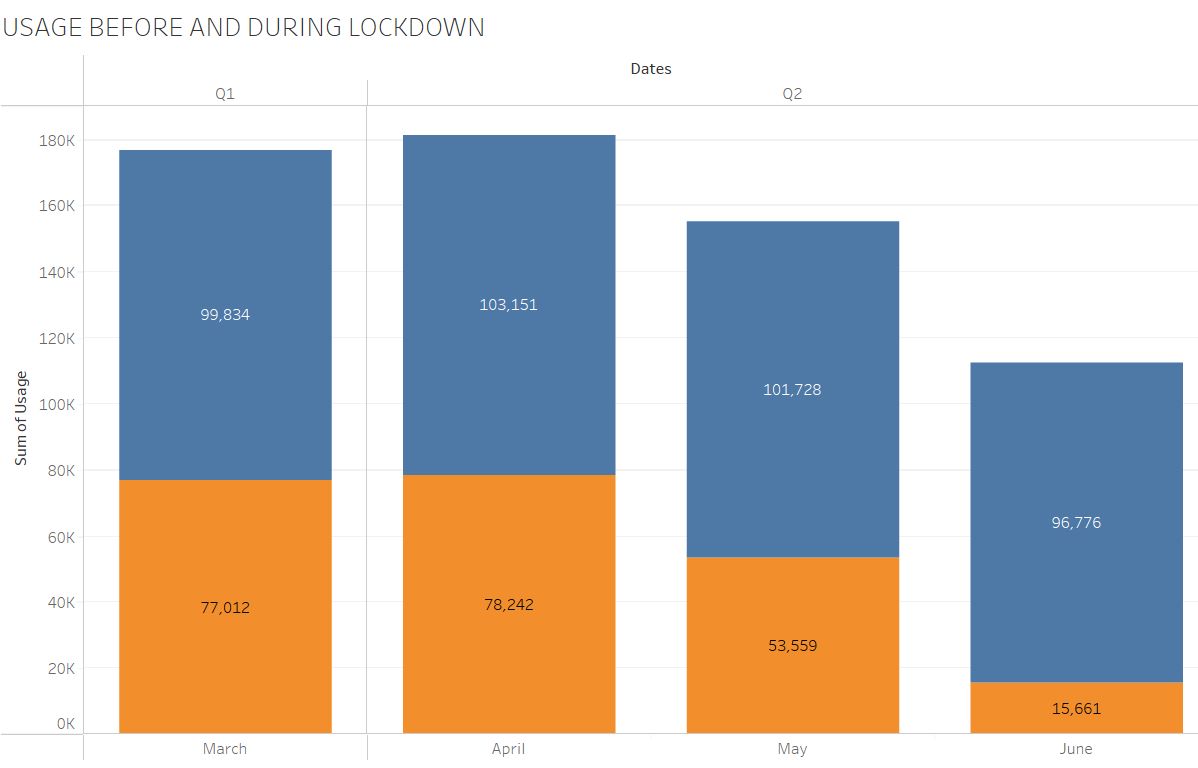 USAGE BEFORE AND DURING LOCKDOWN
Dates
Q1 Q2
180K
160K
140K
120K
100K
80K
60K
40K
20K
0K
Sum of Usage
99,834
103,151
101,728
96,776
77,012
78,242
53,559
15,661
March April May June